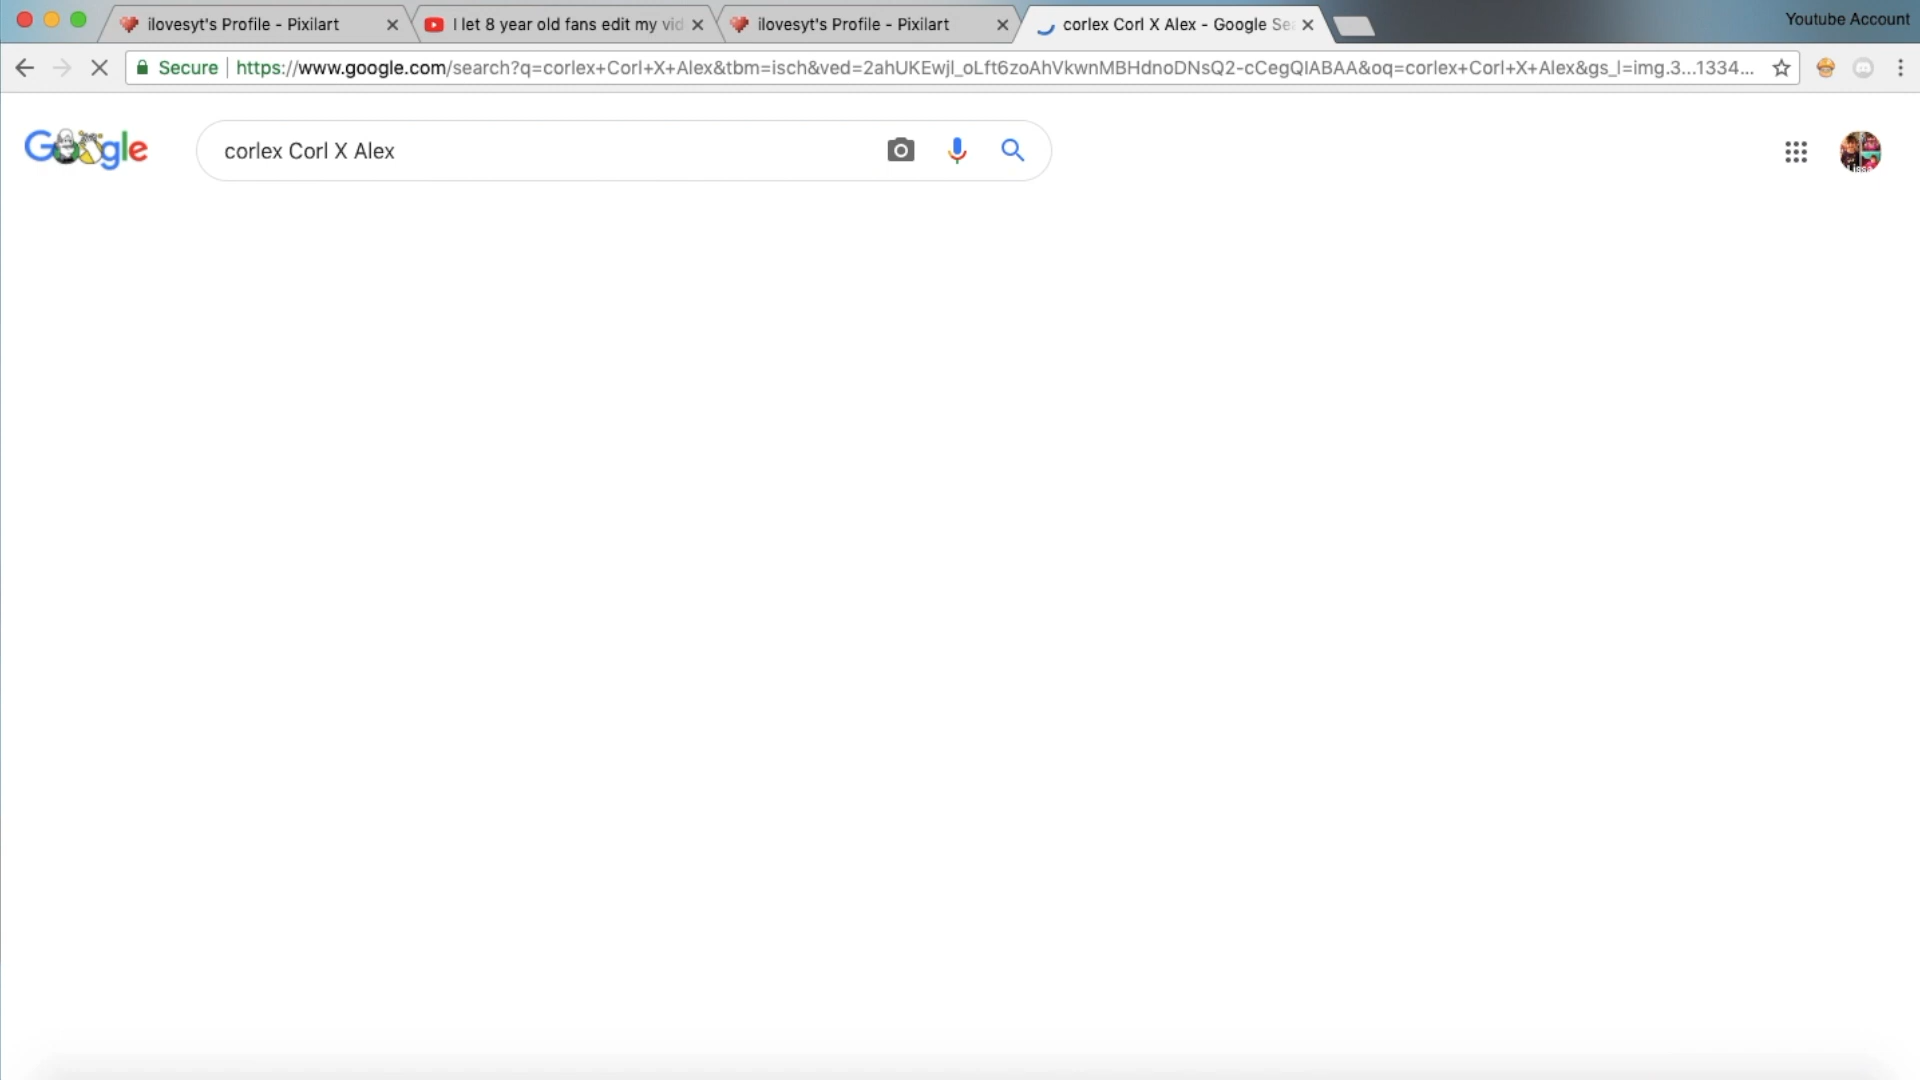 ilovesyt's Profile - Pixilart
I let 8 year old fans edit my vid
ilovesyt's Profile - Pixilart
corlex Corl X Alex - Google Se
Youtube Account
Secure
https://www.google.com/search?q=corlex+Corl+X+Alex&tbm=isch&ved=2ahUKEwjl_oLft6zoAhVkwnMBHdnoDNsQ2-cCegQIABAA&oq=corlex+Corl+X+Alex&gs_l=img.3...1334...
Google
corlex Corl X Alex